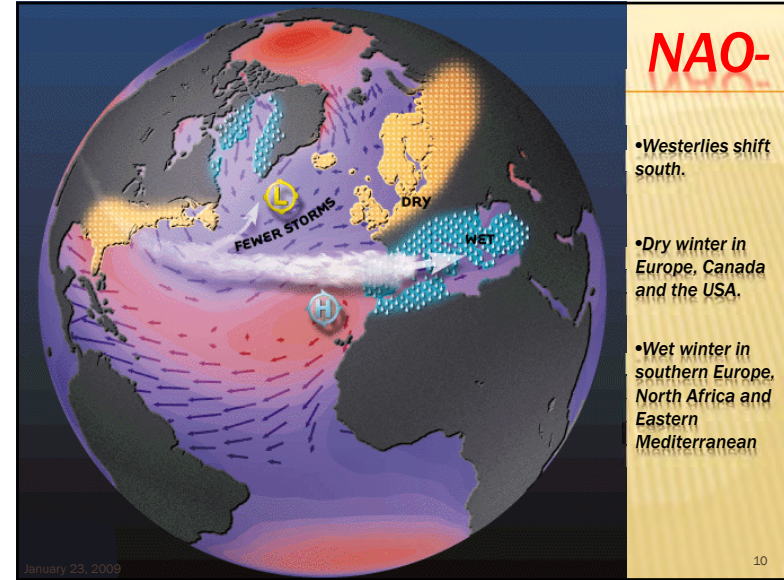 NAO-
•Westerlies shift
south.
•Dry winter in
Europe, Canada
and the USA.
•Wet winter in
southern Europe,
North Africa and
Eastern
Mediterranean
L
FEWER STORMS
DRY
WET
H
January 23, 2009
10